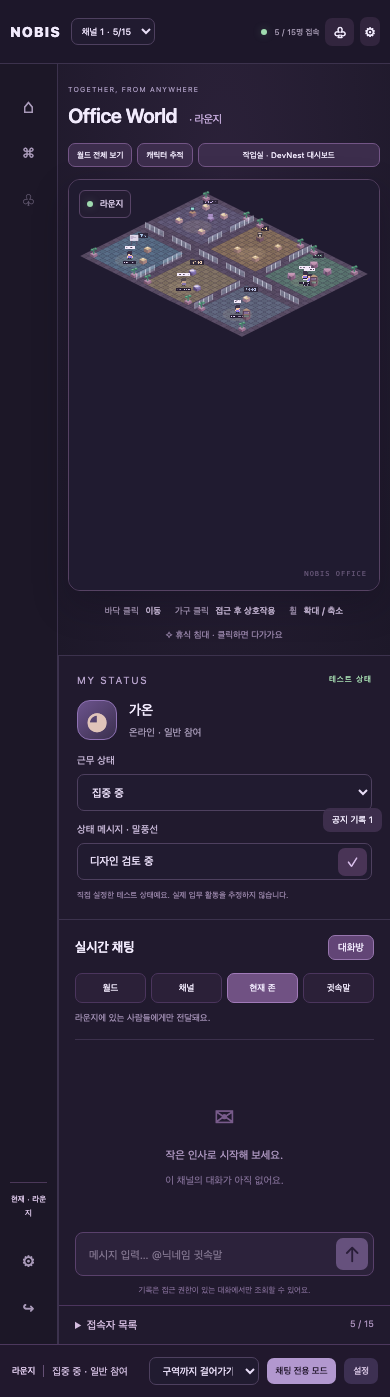 NOBIS 채널 1 · 5/15 5 / 15명 접속
TOGETHER, FROM ANYWHERE
Office World · 라운지
월드 전체 보기 캐릭터 추적 작업실 · DevNest 대시보드
라운지
NOBIS OFFICE
바닥 클릭 이동 가구 클릭 접근 후 상호작용 휠 확대 / 축소
✧ 휴식 침대 · 클릭하면 다가가요
MY STATUS 테스트 상태
가온
온라인 · 일반 참여
근무 상태
집중 중
공지 기록 1
상태 메시지 · 말풍선
디자인 검토 중
직접 설정한 테스트 상태예요. 실제 업무 활동을 추정하지 않습니다.
실시간 채팅 대화방
월드 채널 현재 존 귓속말
라운지에 있는 사람들에게만 전달돼요.
작은 인사로 시작해 보세요.
이 채널의 대화가 아직 없어요.
현재 · 라운
지
메시지 입력... @닉네임 귓속말
기록은 접근 권한이 있는 대화에서만 조회할 수 있어요.
▶ 접속자 목록 5 / 15
라운지 집중 중 · 일반 참여 구역까지 걸어가기 채팅 전용 모드 설정